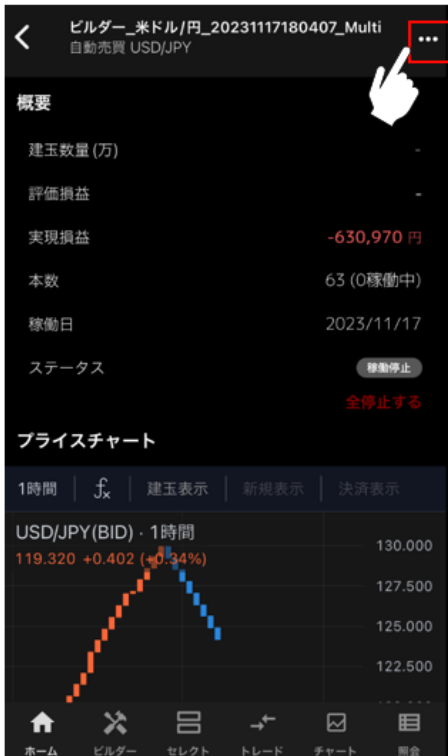 ビルダー_米ドル/円_20231117180407_Multi
自動売買 USD/JPY
概要
建玉数量(万) -
評価損益 -
実現損益 -630,970 円
本数 63 (0稼働中)
稼働日 2023/11/17
ステータス 稼働停止
全停止する
プライスチャート
1時間 fx 建玉表示 新規表示 決済表示
USD/JPY(BID) · 1時間
119.320 +0.402 (+0.34%)
130.000
127.500
125.000
122.500
ホーム ビルダー セレクト トレード チャート 照会